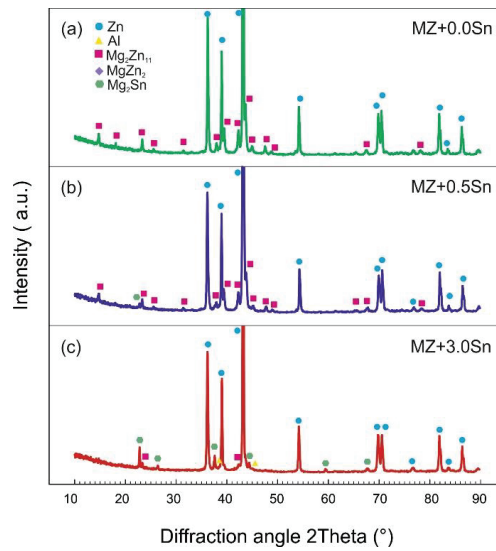 (a)
MZ+0.0Sn
Zn
Al
Mg₂Zn₁₁
MgZn₂
Mg₂Sn
(b)
MZ+0.5Sn
(c)
MZ+3.0Sn
Intensity ( a.u.)
10 20 30 40 50 60 70 80 90
Diffraction angle 2Theta (°)